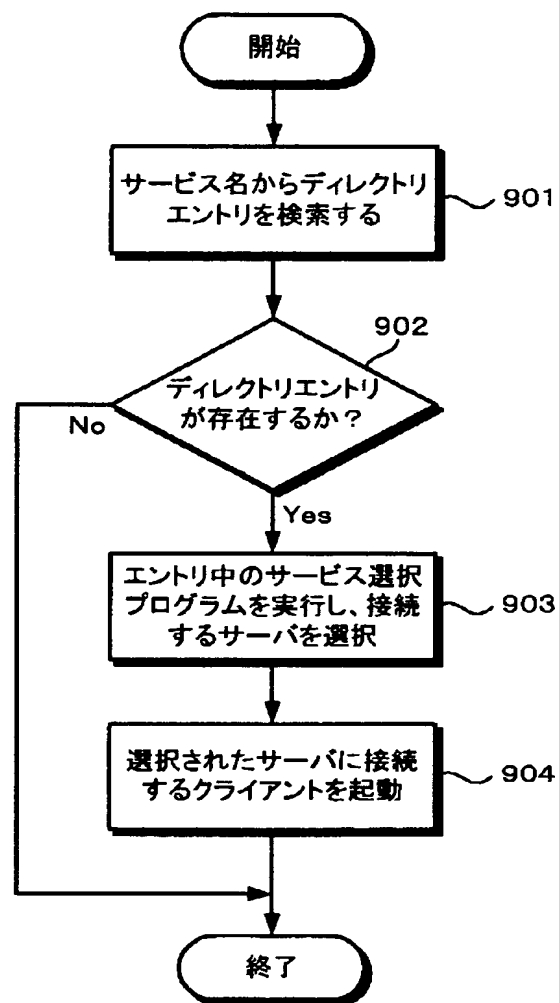 開始
サービス名からディレクトリ
エントリを検索する
901
902
ディレクトリエントリ
が存在するか？
No
Yes
エントリ中のサービス選択
プログラムを実行し、接続
するサーバを選択
903
選択されたサーバに接続
するクライアントを起動
904
終了